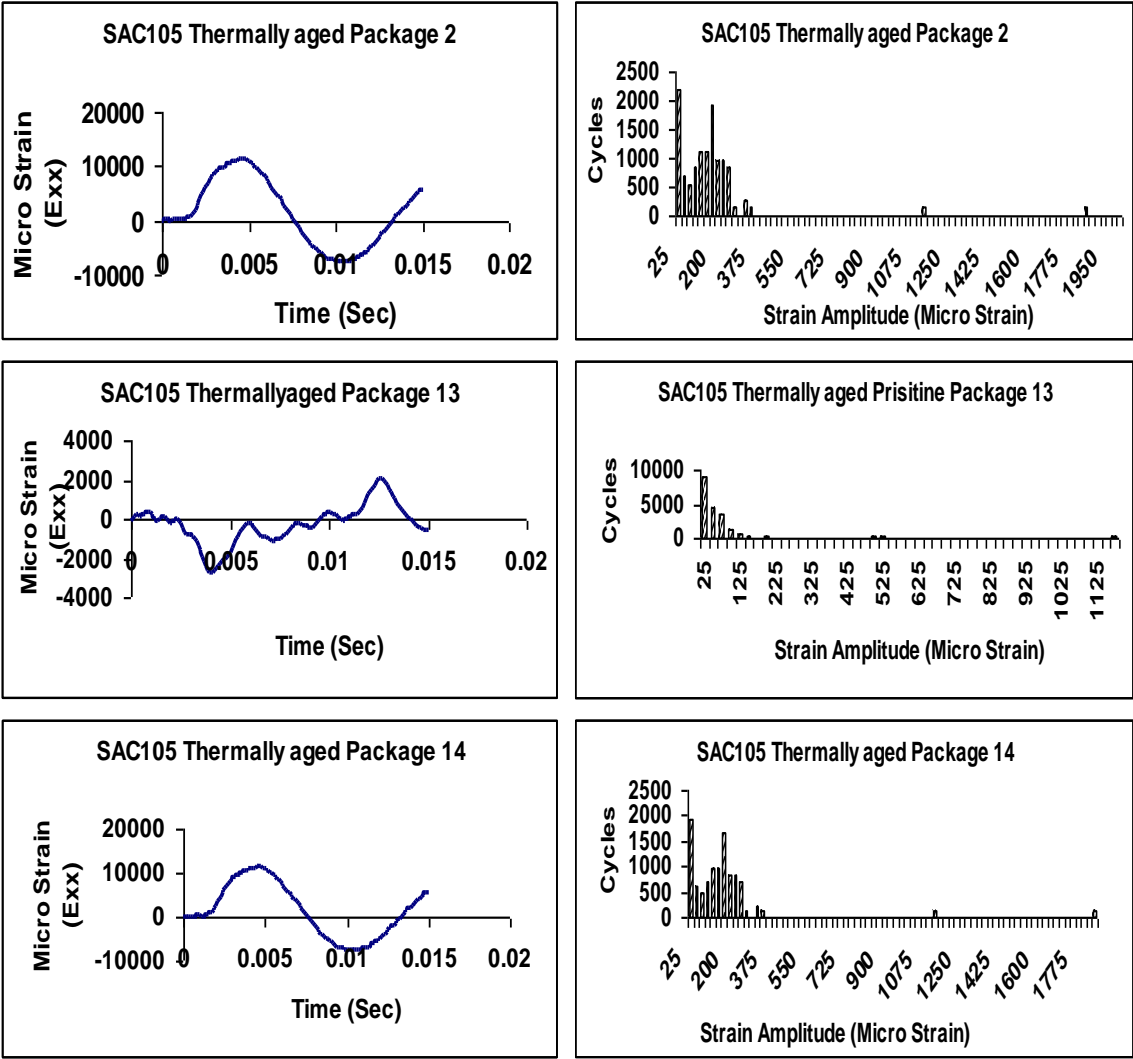 SAC105 Thermally aged Package 2
20000
10000
0
-10000
0 0.005 0.01 0.015 0.02
Micro Strain
(Exx)
Time (Sec)
SAC105 Thermally aged Package 2
2500
2000
1500
1000
500
0
Cycles
25 200 375 550 725 900 1075 1250 1425 1600 1775 1950
Strain Amplitude (Micro Strain)
SAC105 Thermallyaged Package 13
4000
2000
0
-2000
-4000
0 0.005 0.01 0.015 0.02
Micro Strain
(Exx)
Time (Sec)
SAC105 Thermally aged Prisitine Package 13
10000
5000
0
Cycles
25 125 225 325 425 525 625 725 825 925 1025 1125
Strain Amplitude (Micro Strain)
SAC105 Thermally aged Package 14
20000
10000
0
-10000
0 0.005 0.01 0.015 0.02
Micro Strain
(Exx)
Time (Sec)
SAC105 Thermally aged Package 14
2500
2000
1500
1000
500
0
Cycles
25 200 375 550 725 900 1075 1250 1425 1600 1775
Strain Amplitude (Micro Strain)